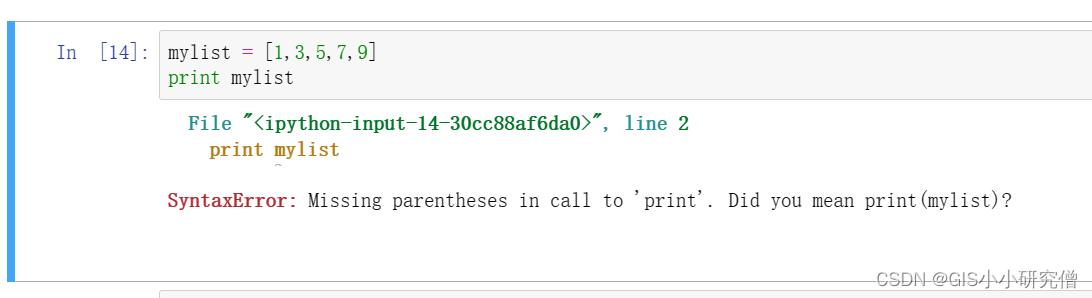 In [14]: mylist = [1,3,5,7,9]
print mylist
File "<ipython-input-14-30cc88af6da0>", line 2
print mylist
^
SyntaxError: Missing parentheses in call to 'print'. Did you mean print(mylist)?
CSDN @GIS小小研究僧